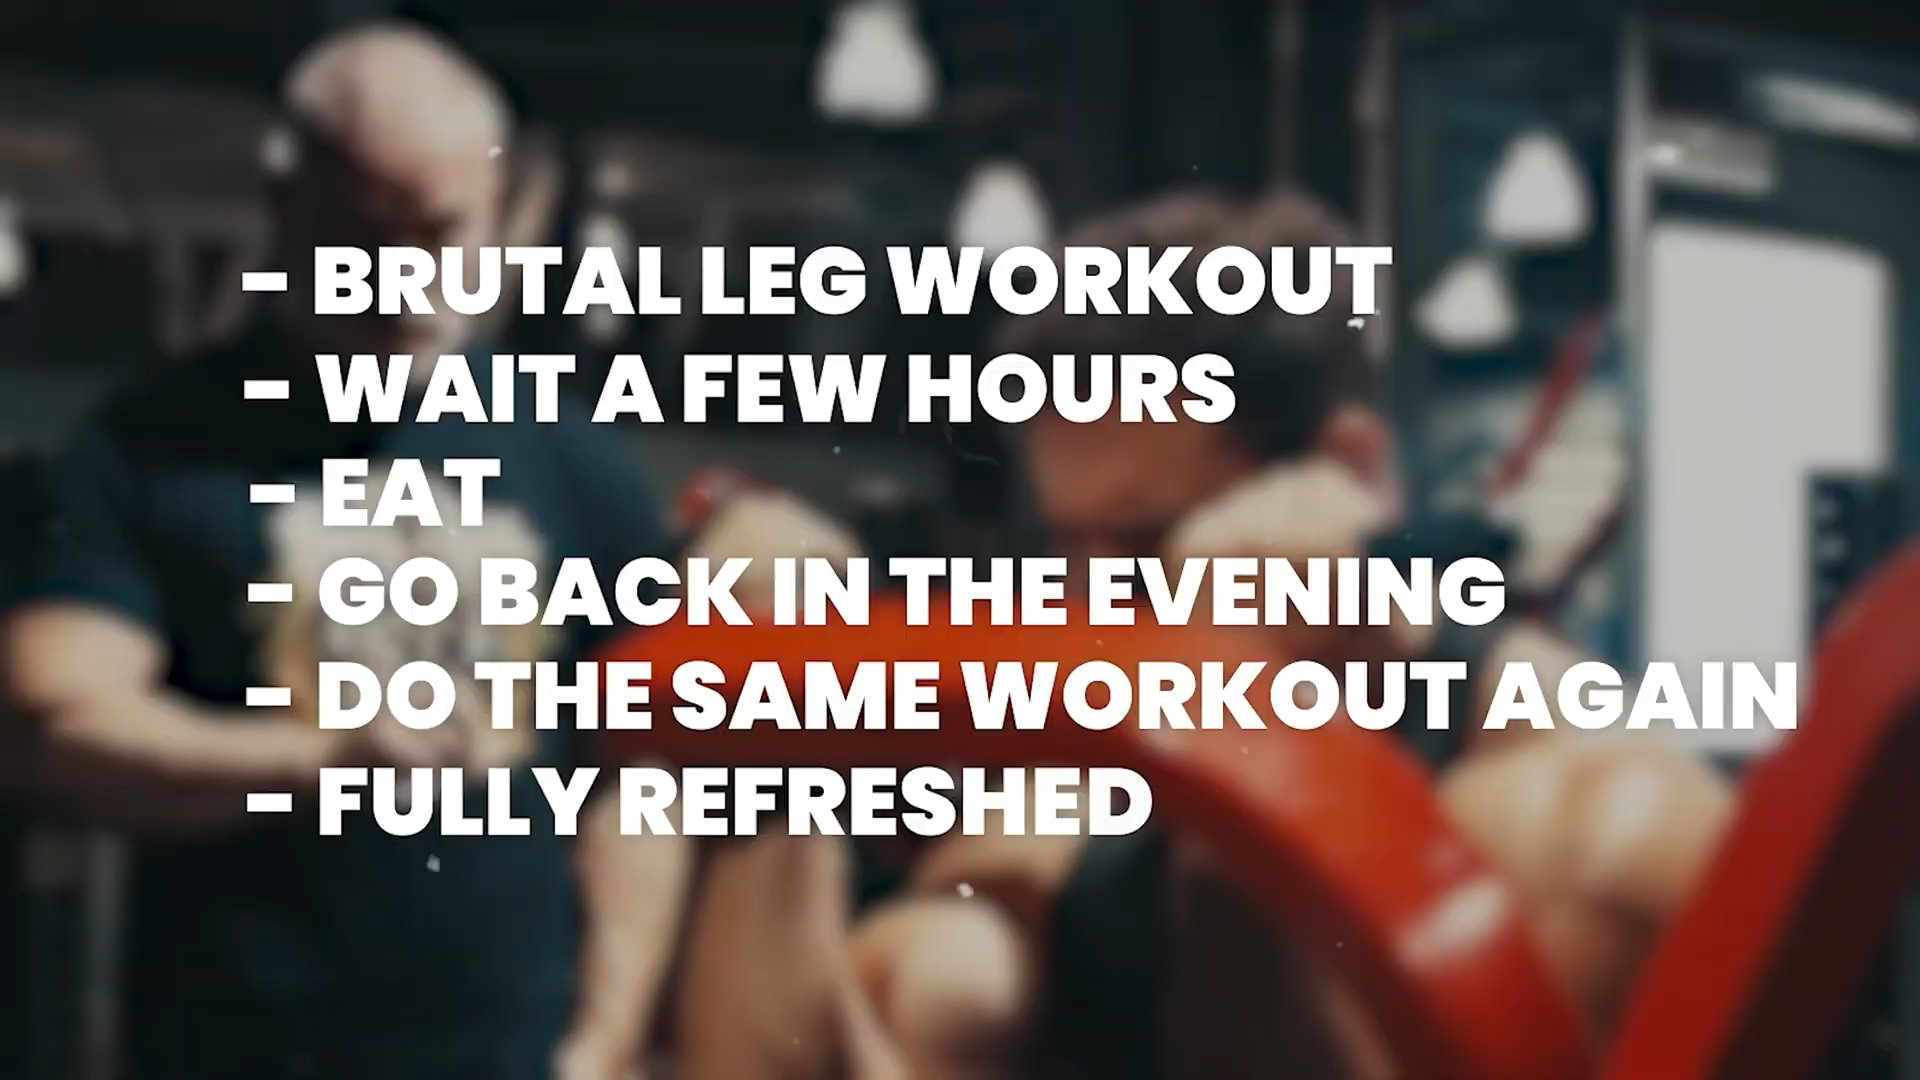 - BRUTAL LEG WORKOUT
- WAIT A FEW HOURS
- EAT
- GO BACK IN THE EVENING
- DO THE SAME WORKOUT AGAIN
- FULLY REFRESHED